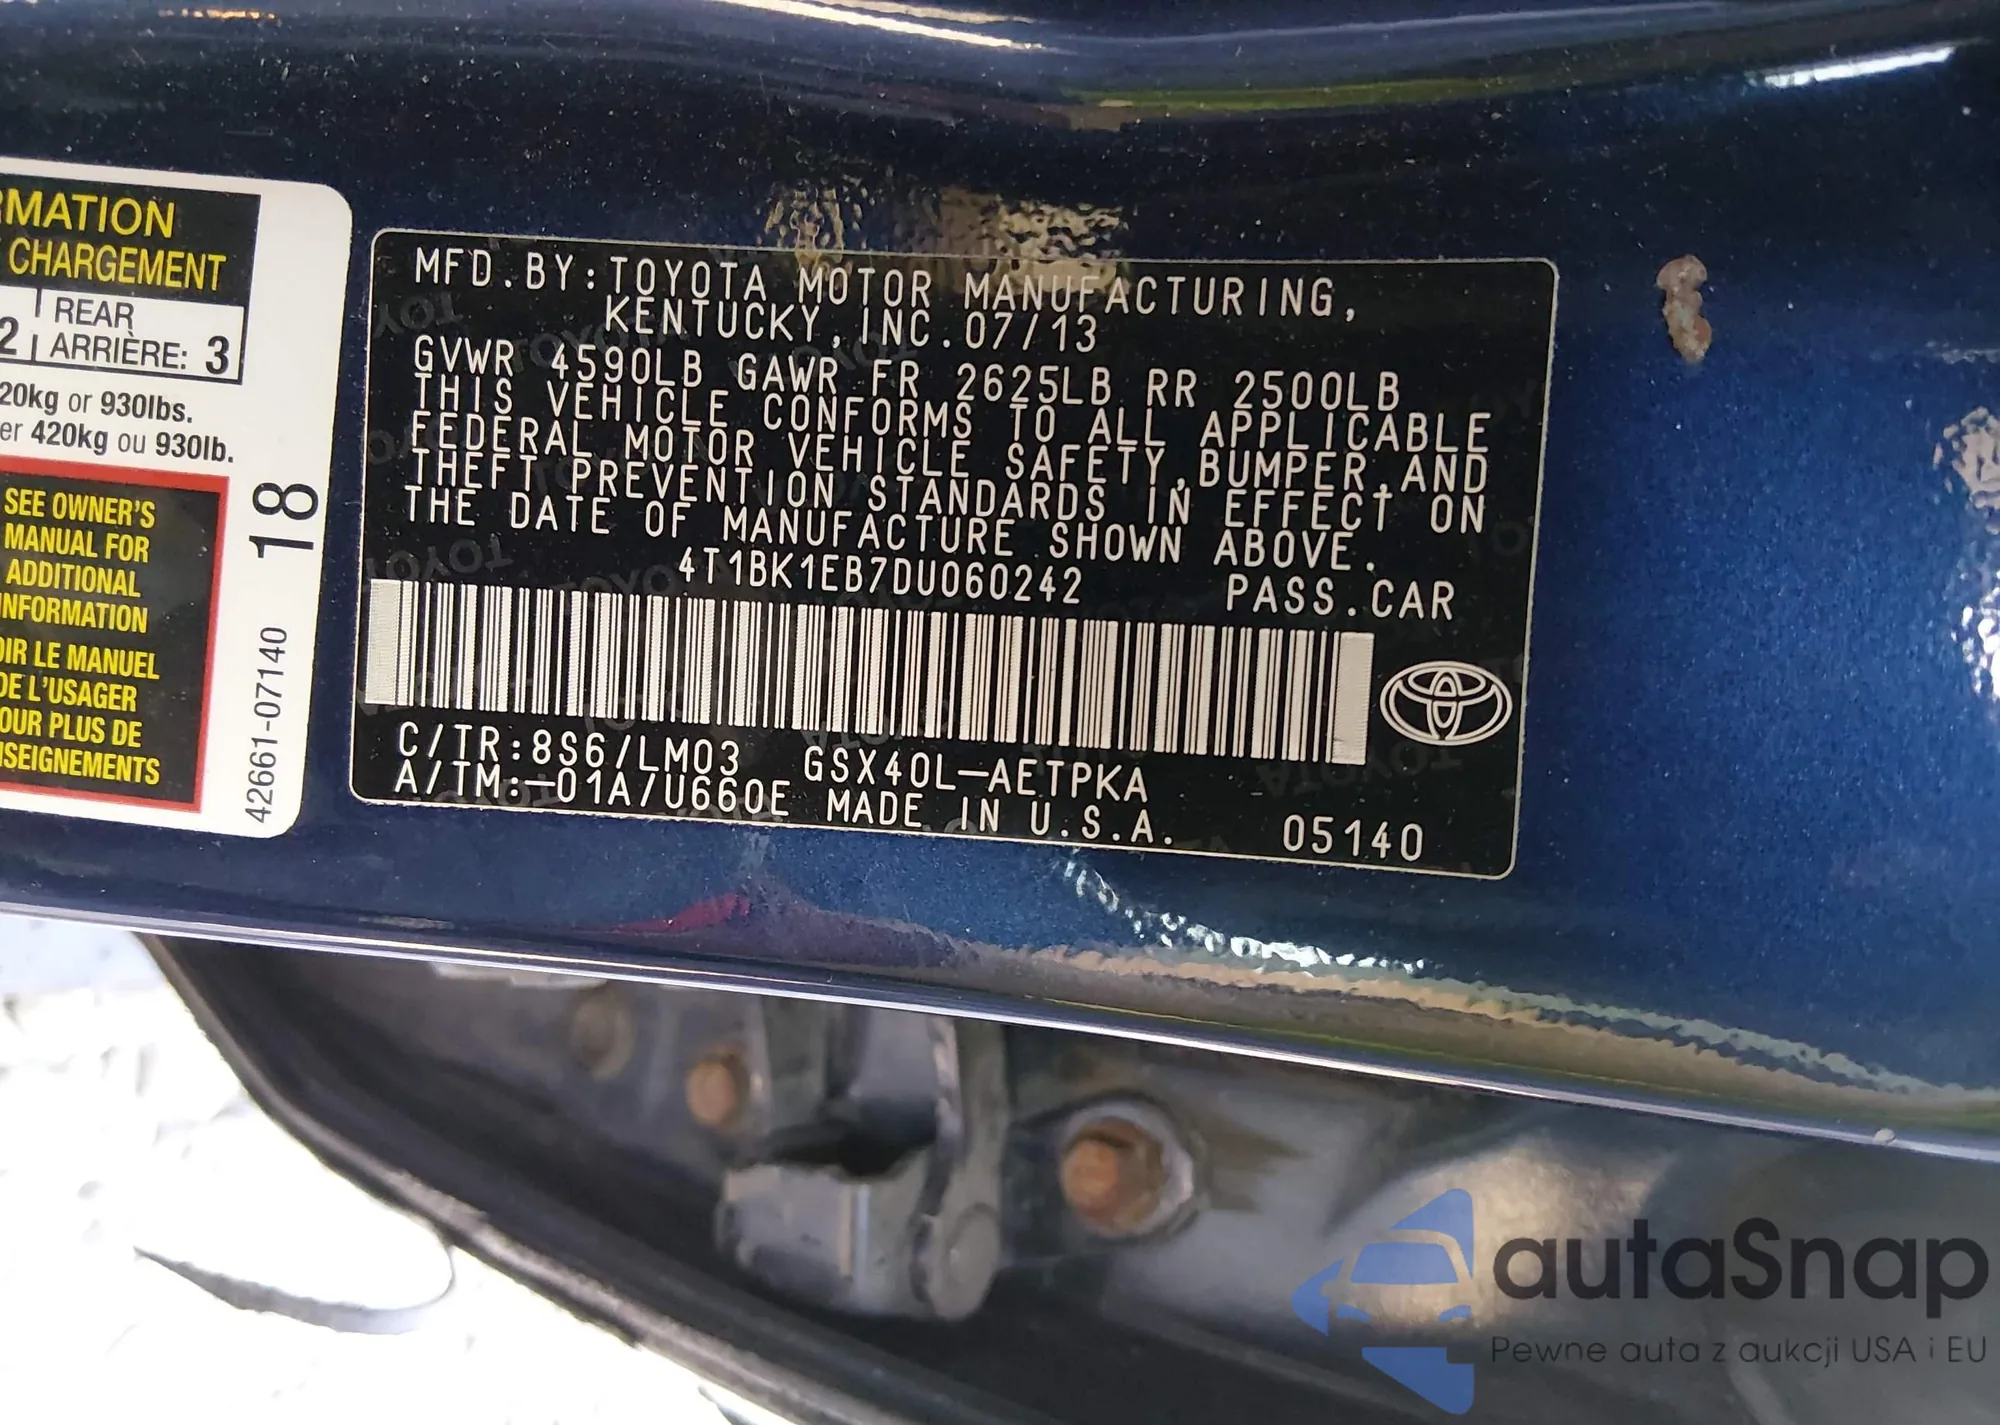 RMATION
CHARGEMENT
2 REAR
ARRIÈRE: 3
20kg or 930lbs.
er 420kg ou 930lb.
SEE OWNER'S
MANUAL FOR
ADDITIONAL
INFORMATION
OIR LE MANUEL
DE L'USAGER
OUR PLUS DE
NSEIGNEMENTS
18
42661-07140
MFD.BY:TOYOTA MOTOR MANUFACTURING,
KENTUCKY,INC.07/13
GVWR 4590LB GAWR FR 2625LB RR 2500LB
THIS VEHICLE CONFORMS TO ALL APPLICABLE
FEDERAL MOTOR VEHICLE SAFETY,BUMPER,AND
THEFT PREVENTION STANDARDS IN EFFECT ON
THE DATE OF MANUFACTURE SHOWN ABOVE.
4T1BK1EB7DU060242 PASS.CAR
C/TR:8S6/LM03 GSX40L-AETPKA
A/TM:-01A/U660E MADE IN U.S.A. 05140
autaSnap
Pewne auta z aukcji USA i EU